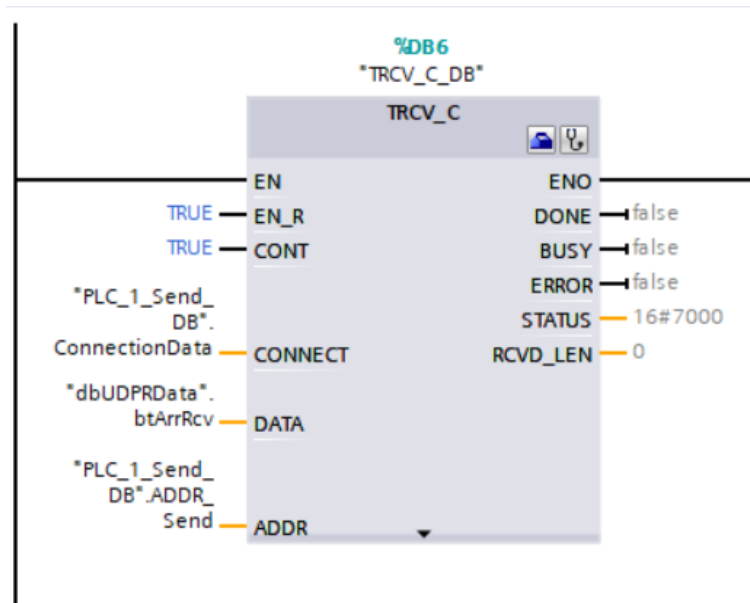 %DB6
"TRCV_C_DB"
TRCV_C
EN ENO
TRUE EN_R DONE false
TRUE CONT BUSY false
ERROR false
"PLC_1_Send_
DB".
ConnectionData CONNECT
STATUS 16#7000
RCVD_LEN 0
"dbUDPRData".
btArrRcv DATA
"PLC_1_Send_
DB".ADDR_
Send ADDR